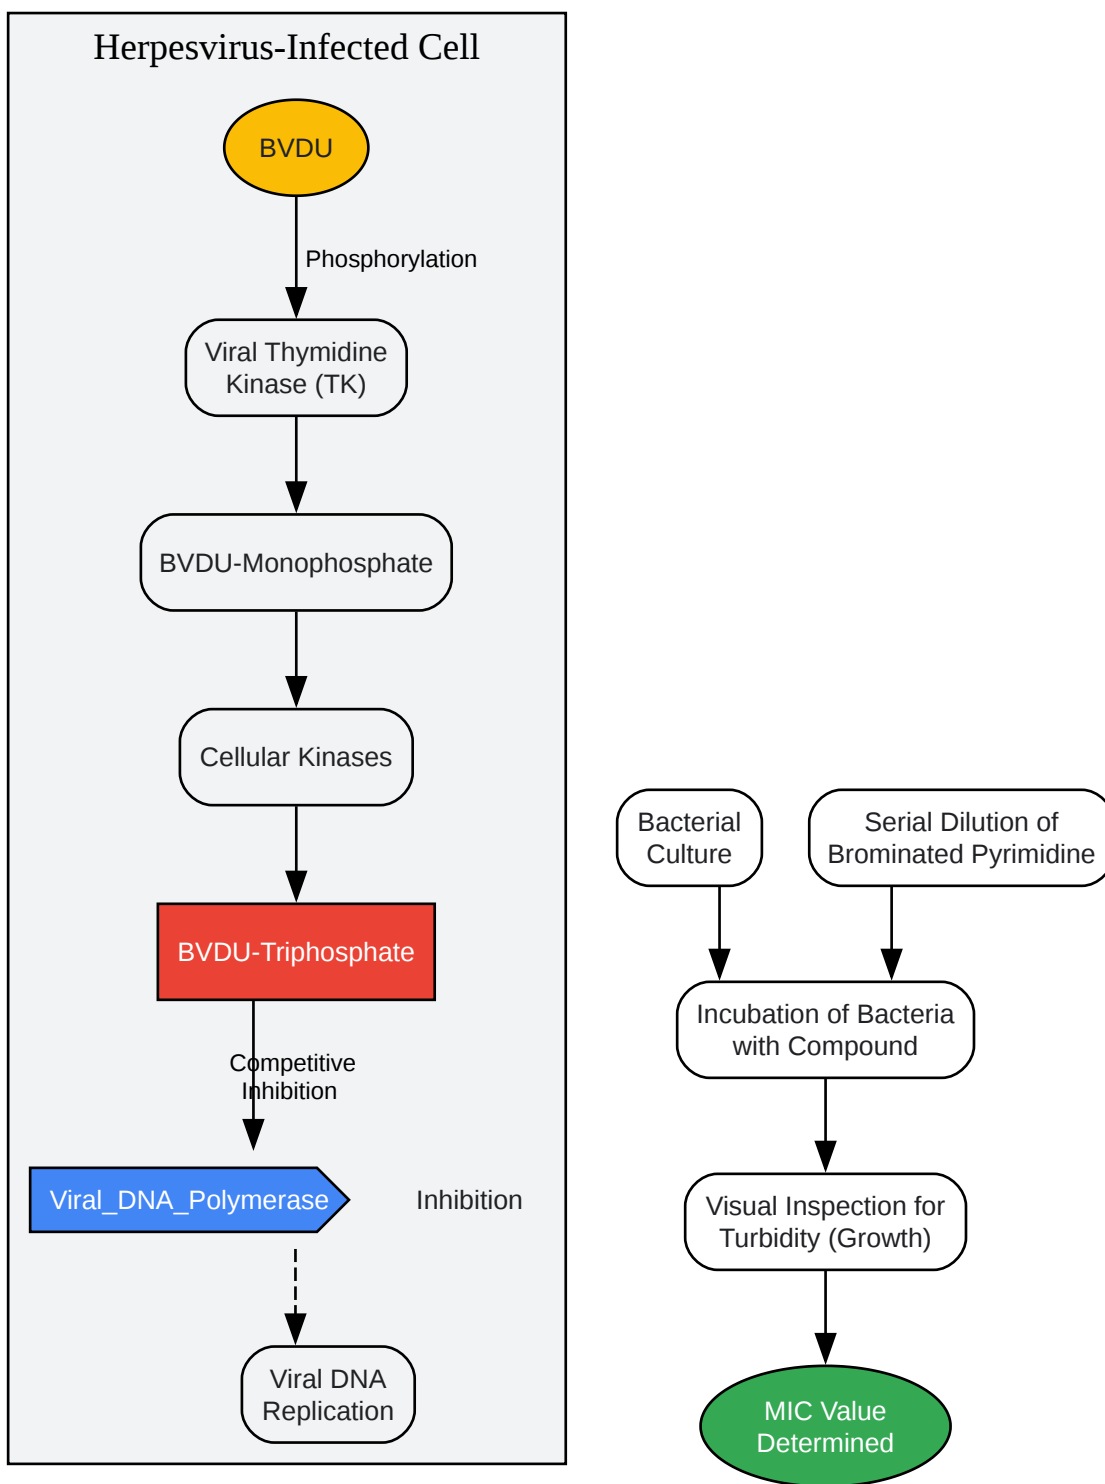 Herpesvirus-Infected Cell
BVDU
Phosphorylation
Viral Thymidine
Kinase (TK)
BVDU-Monophosphate
Cellular Kinases
BVDU-Triphosphate
Competitive
Inhibition
Viral_DNA_Polymerase
Inhibition
Viral DNA
Replication
Bacterial
Culture
Serial Dilution of
Brominated Pyrimidine
Incubation of Bacteria
with Compound
Visual Inspection for
Turbidity (Growth)
MIC Value
Determined